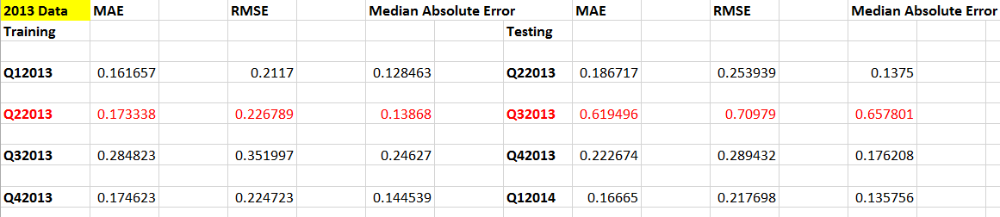 2013 Data MAE RMSE Median Absolute Error MAE RMSE Median Absolute Error
Training Testing
Q12013 0.161657 0.2117 0.128463 Q22013 0.186717 0.253939 0.1375
Q22013 0.173338 0.226789 0.13868 Q32013 0.619496 0.70979 0.657801
Q32013 0.284823 0.351997 0.24627 Q42013 0.222674 0.289432 0.176208
Q42013 0.174623 0.224723 0.144539 Q12014 0.16665 0.217698 0.135756